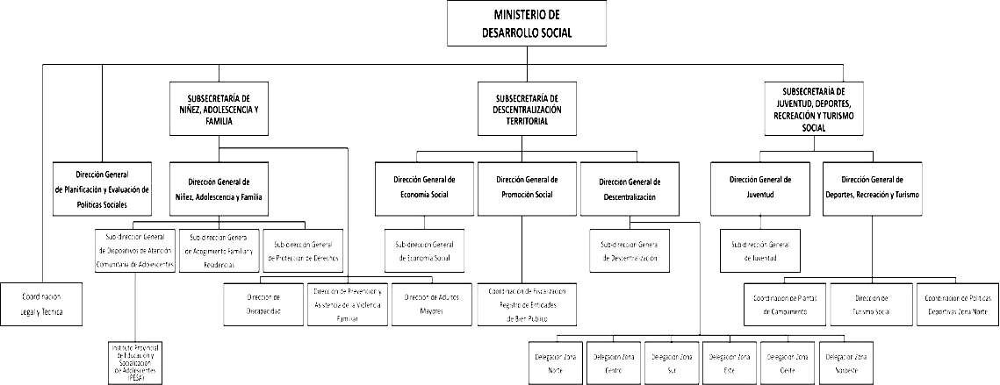 MINISTERIO DE
DESARROLLO SOCIAL
SUBSECRETARÍA DE
NIÑEZ, ADOLESCENCIA Y
FAMILIA
SUBSECRETARÍA DE
DESCENTRALIZACIÓN
TERRITORIAL
SUBSECRETARÍA DE
JUVENTUD, DEPORTES,
RECREACIÓN Y TURISMO
SOCIAL
Dirección General
de Planificación y Evaluación de
Políticas Sociales
Dirección General de
Niñez, Adolescencia y Familia
Dirección General de
Economía Social
Dirección General de
Promoción Social
Dirección General de
Descentralización
Dirección General de
Juventud
Dirección General de
Deportes, Recreación y Turismo
Sub-dirección General
de Dispositivos de Atención
Comunitaria de Adolescentes
Sub-dirección General
de Acogimiento Familiar y
Residencias
Sub-dirección General
de Protección de Derechos
Sub-dirección General
de Economía Social
Sub-dirección General
de Descentralización
Sub-dirección General
de Juventud
Coordinación
Legal y Técnica
Dirección de
Discapacidad
Dirección de Prevención y
Asistencia de la Violencia
Familiar
Dirección de Adultos
Mayores
Coordinación de Fiscalización
Registro de Entidades
de Bien Público
Coordinación de Plantas
de Campamento
Dirección de
Turismo Social
Coordinación de Políticas
Deportivas Zona Norte
Instituto Provincial
de Educación y
Socialización
de Adolescentes
(IPESA)
Delegación Zona
Norte
Delegación Zona
Centro
Delegación Zona
Sur
Delegación Zona
Este
Delegación Zona
Oeste
Delegación Zona
Noroeste